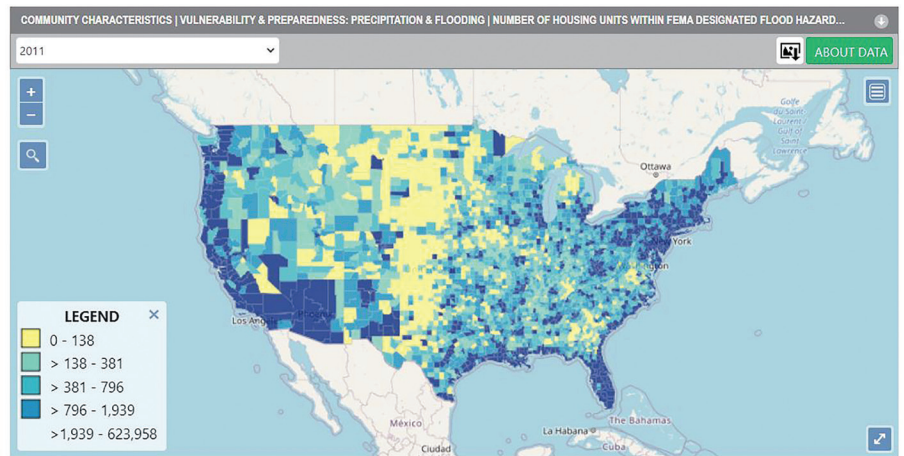 COMMUNITY CHARACTERISTICS | VULNERABILITY & PREPAREDNESS: PRECIPITATION & FLOODING | NUMBER OF HOUSING UNITS WITHIN FEMA DESIGNATED FLOOD HAZARD...
2011
ABOUT DATA
+
−
Golfe
du Saint
Laurent /
Gulf of
Saint
Lawrence
Ottawa
New York
Washington
Los Angeles
Phoenix
LEGEND
0 - 138
> 138 - 381
> 381 - 796
> 796 - 1,939
>1,939 - 623,958
México
Ciudad
La Habana
The Bahamas
Cuba